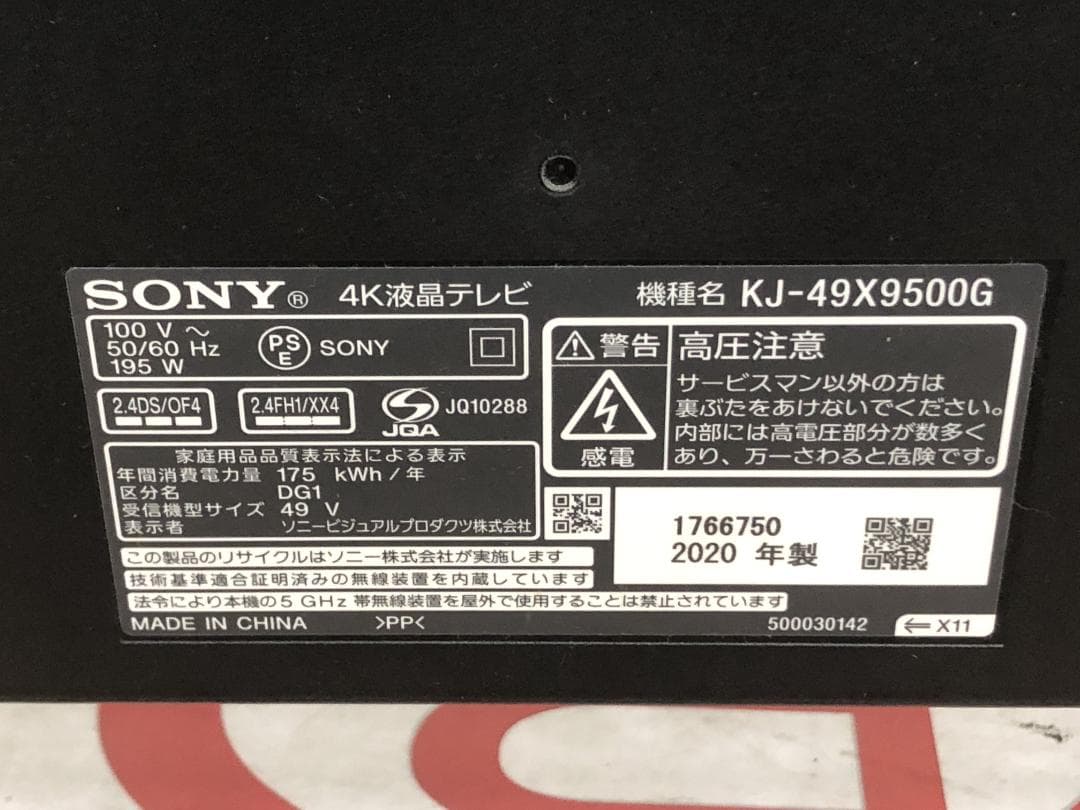 SONY® 4K液晶テレビ 機種名 KJ-49X9500G
100 V ～
50/60 Hz
195 W
PSE SONY
2.4DS/OF4 2.4FH1/XX4 JQA JQ10288
家庭用品品質表示法による表示
年間消費電力量 175 kWh/年
区分名 DG1
受信機型サイズ 49 V
表示者 ソニービジュアルプロダクツ株式会社
警告 高圧注意
感電
サービスマン以外の方は
裏ぶたをあけないでください。
内部には高電圧部分が数多く
あり、万一さわると危険です。
1766750
2020 年製
この製品のリサイクルはソニー株式会社が実施します
技術基準適合証明済みの無線装置を内蔵しています
法令により本機の5 GHz 帯無線装置を屋外で使用することは禁止されています
MADE IN CHINA >PP< 500030142 ⇐ X11